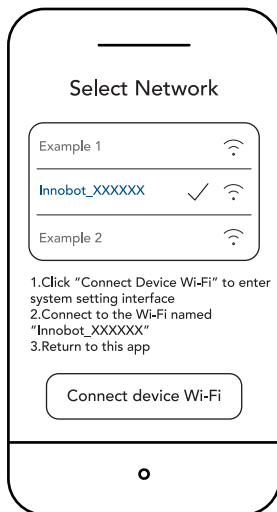 Select Network
Example 1
Innobot_XXXXXX
Example 2
1.Click "Connect Device Wi-Fi" to enter
system setting interface
2.Connect to the Wi-Fi named
"Innobot_XXXXXX"
3.Return to this app
Connect device Wi-Fi